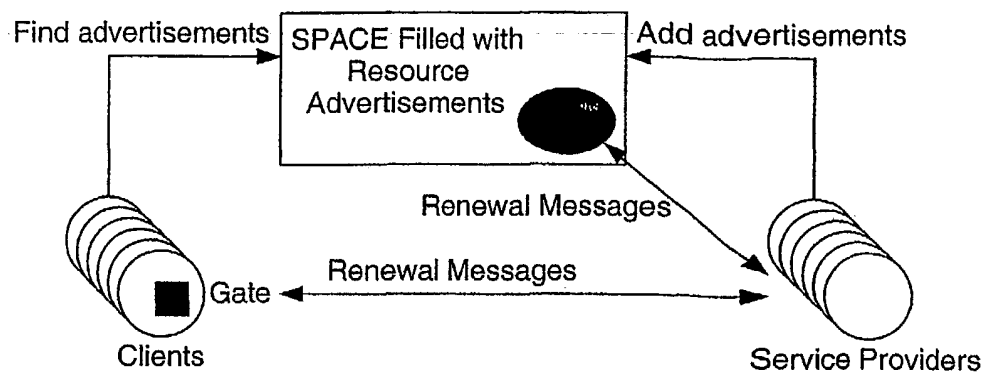 Find advertisements
SPACE Filled with
Resource
Advertisements
Add advertisements
Renewal Messages
Renewal Messages
Gate
Clients
Service Providers